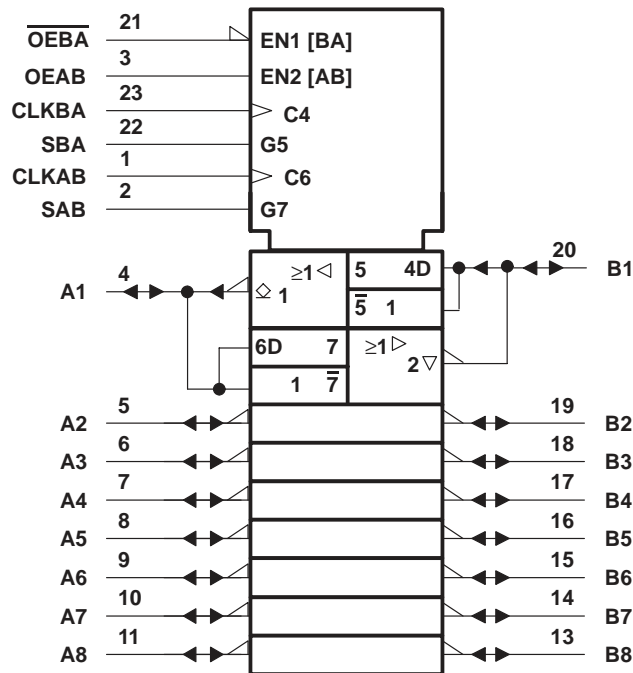 21
OEBA EN1 [BA]
3
OEAB EN2 [AB]
23
CLKBA C4
22
SBA G5
1
CLKAB C6
2
SAB G7
4 ≥1 ◁ 5 4D 20
A1 1 B1
5̅ 1
6D 7 ≥1 ▷
2 ▽
1 7̅
5 19
A2 B2
6 18
A3 B3
7 17
A4 B4
8 16
A5 B5
9 15
A6 B6
10 14
A7 B7
11 13
A8 B8